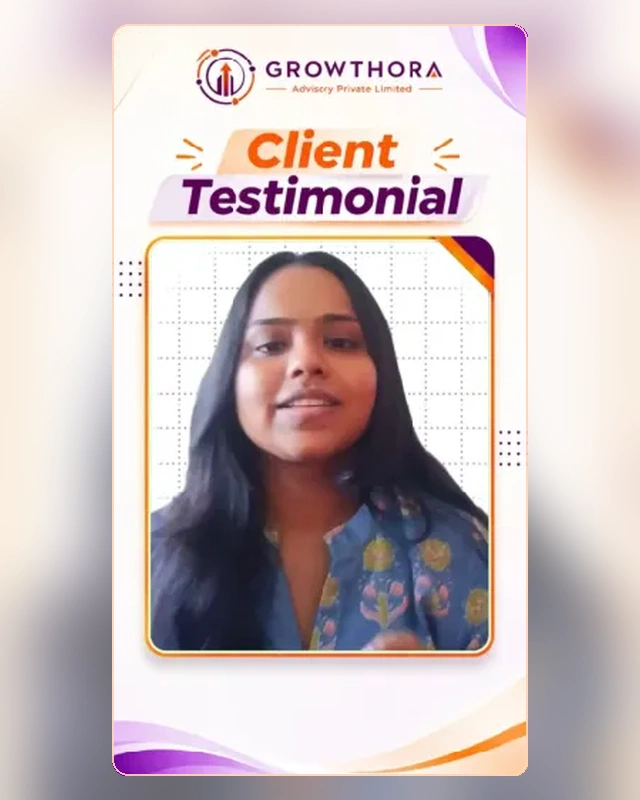 GROWTHORA
Advisory Private Limited
Client
Testimonial